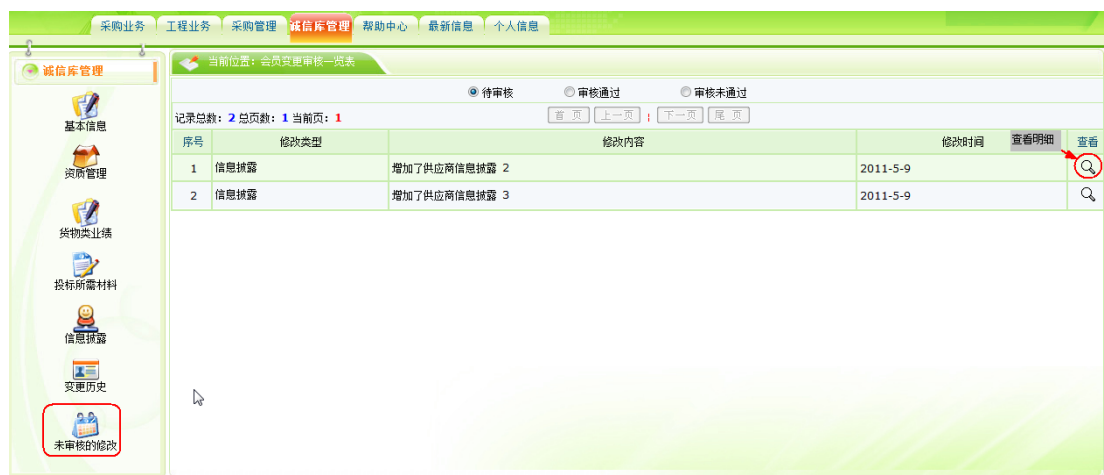 采购业务 工程业务 采购管理 诚信库管理 帮助中心 最新信息 个人信息
诚信库管理
当前位置：会员变更审核一览表
待审核 审核通过 审核未通过
记录总数：2 总页数：1 当前页：1
首 页 上一页 下一页 尾 页
序号 修改类型 修改内容 修改时间 查看明细 查看
1 信息披露 增加了供应商信息披露 2 2011-5-9
2 信息披露 增加了供应商信息披露 3 2011-5-9
基本信息
资质管理
货物类业绩
投标所需材料
信息披露
变更历史
未审核的修改